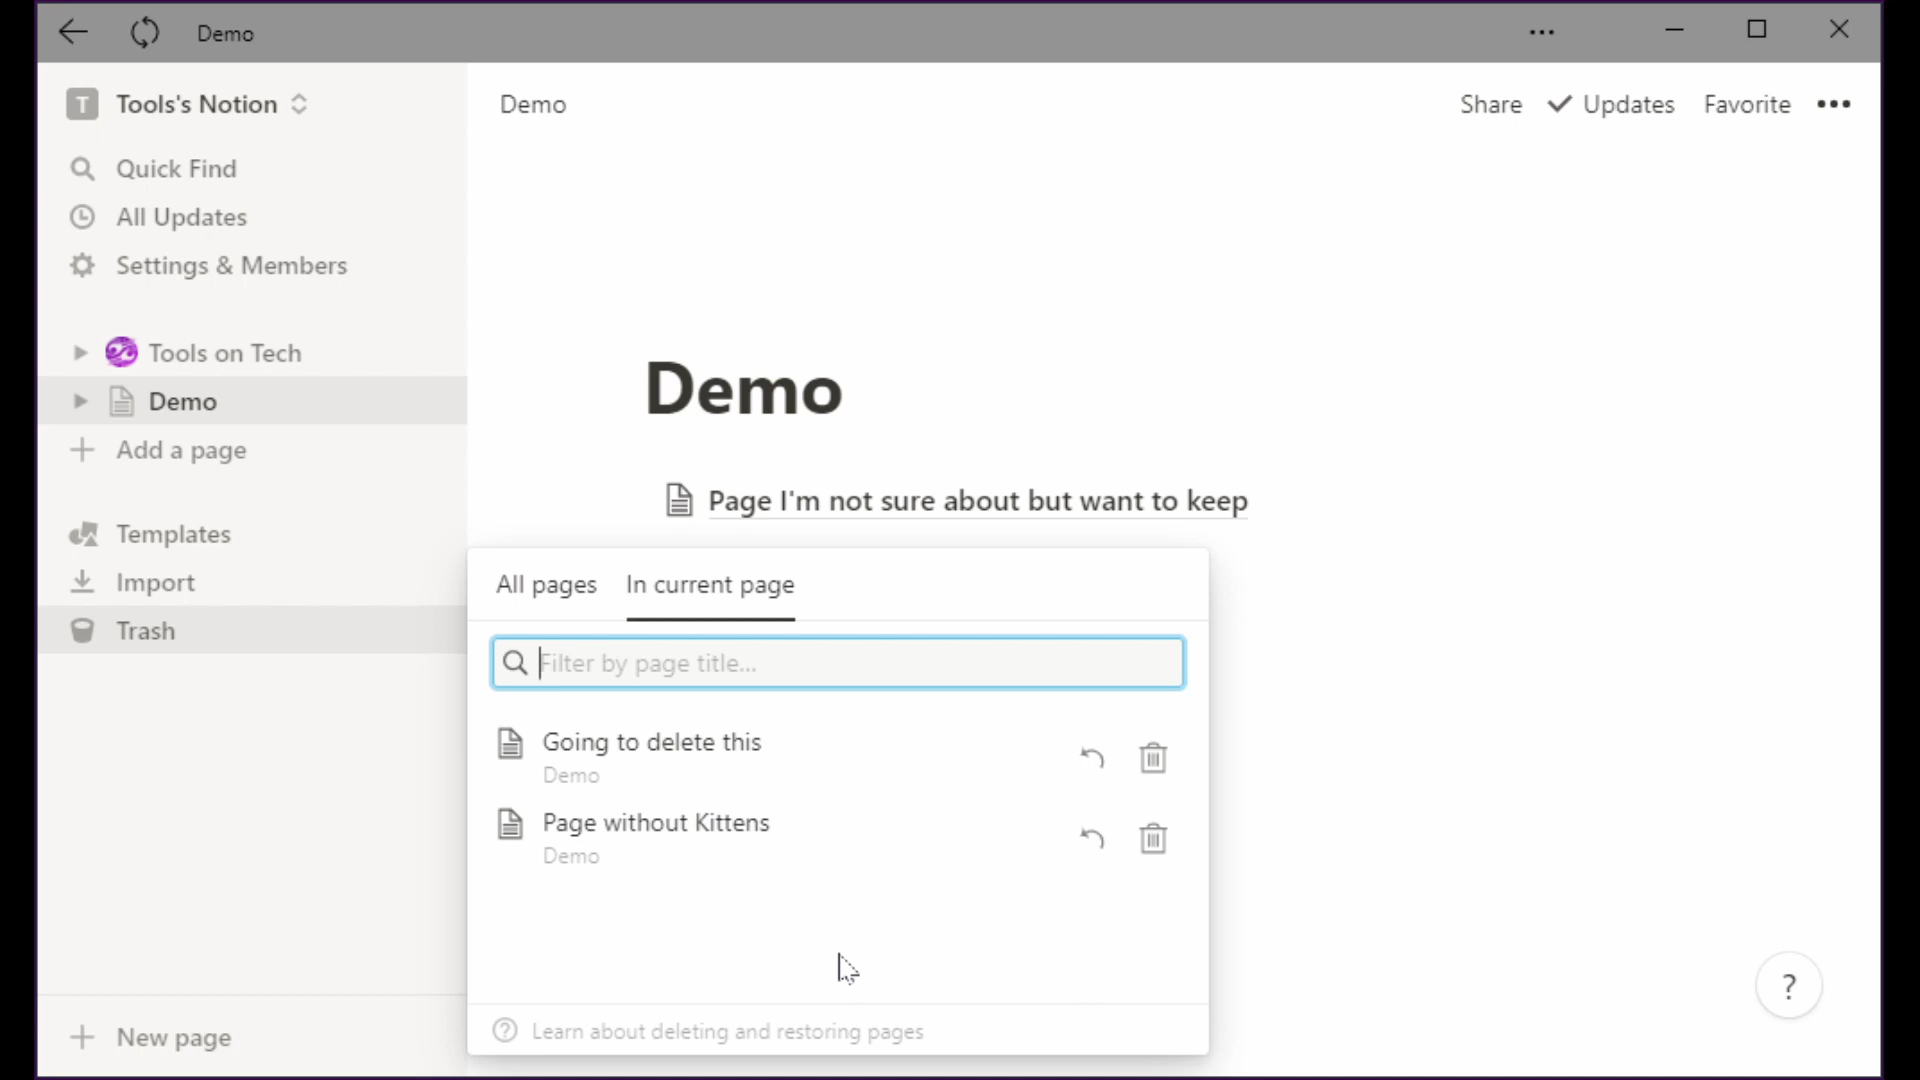 Demo
T Tools's Notion
Demo
Share
Updates
Favorite
Quick Find
All Updates
Settings & Members
Tools on Tech
Demo
Add a page
Templates
Import
Trash
New page
Demo
Page I'm not sure about but want to keep
All pages
In current page
Filter by page title...
Going to delete this
Demo
Page without Kittens
Demo
Learn about deleting and restoring pages
?